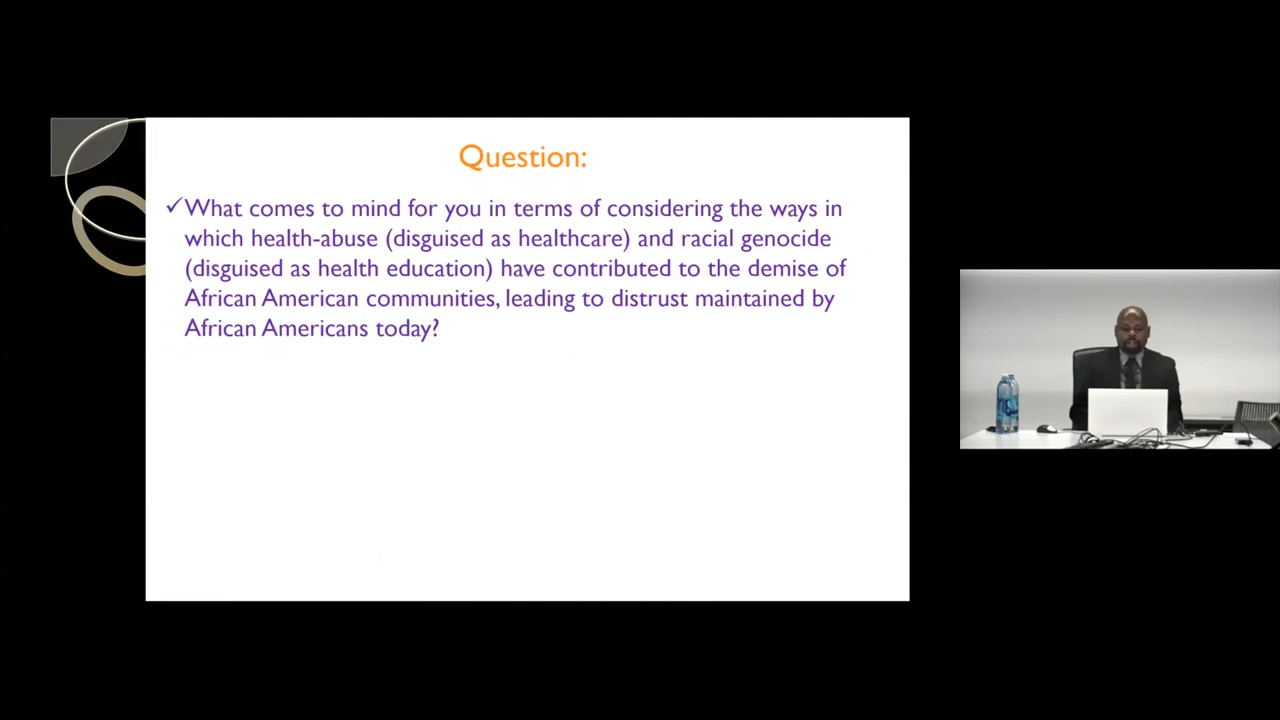 Question:
✓What comes to mind for you in terms of considering the ways in
which health-abuse (disguised as healthcare) and racial genocide
(disguised as health education) have contributed to the demise of
African American communities, leading to distrust maintained by
African Americans today?